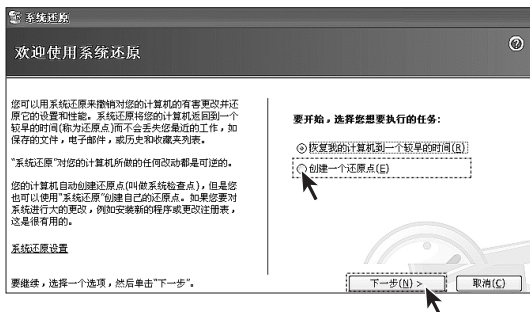 系统还原
欢迎使用系统还原
您可以用系统还原来撤销对您的计算机的有害更改并还
原它的设置和性能。系统还原将您的计算机返回到一个
较早的时间(称为还原点)而不会丢失您最近的工作，如
保存的文件，电子邮件，或历史和收藏夹列表。
“系统还原”对您的计算机所做的任何改动都是可逆的。
您的计算机自动创建还原点(叫做系统检查点)，但是您
也可以使用“系统还原”创建自己的还原点。如果您要对
系统进行大的更改，例如安装新的程序或更改注册表，
这是很有用的。
系统还原设置
要继续，选择一个选项，然后单击“下一步”。
要开始，选择您想要执行的任务:
恢复我的计算机到一个较早的时间(R)
创建一个还原点(E)
下一步(N) >
取消(C)